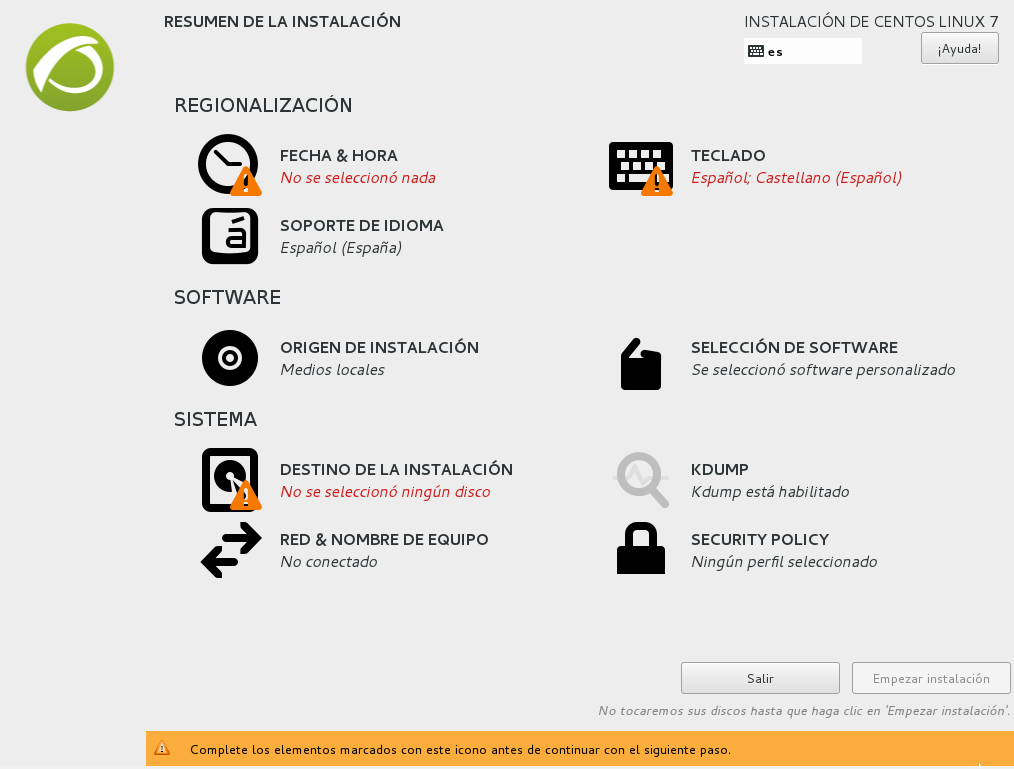 RESUMEN DE LA INSTALACIÓN
INSTALACIÓN DE CENTOS LINUX 7
es
¡Ayuda!
REGIONALIZACIÓN
FECHA & HORA
No se seleccionó nada
TECLADO
Español; Castellano (Español)
SOPORTE DE IDIOMA
Español (España)
SOFTWARE
ORIGEN DE INSTALACIÓN
Medios locales
SELECCIÓN DE SOFTWARE
Se seleccionó software personalizado
SISTEMA
DESTINO DE LA INSTALACIÓN
No se seleccionó ningún disco
KDUMP
Kdump está habilitado
RED & NOMBRE DE EQUIPO
No conectado
SECURITY POLICY
Ningún perfil seleccionado
Salir
Empezar instalación
No tocaremos sus discos hasta que haga clic en 'Empezar instalación'.
Complete los elementos marcados con este icono antes de continuar con el siguiente paso.